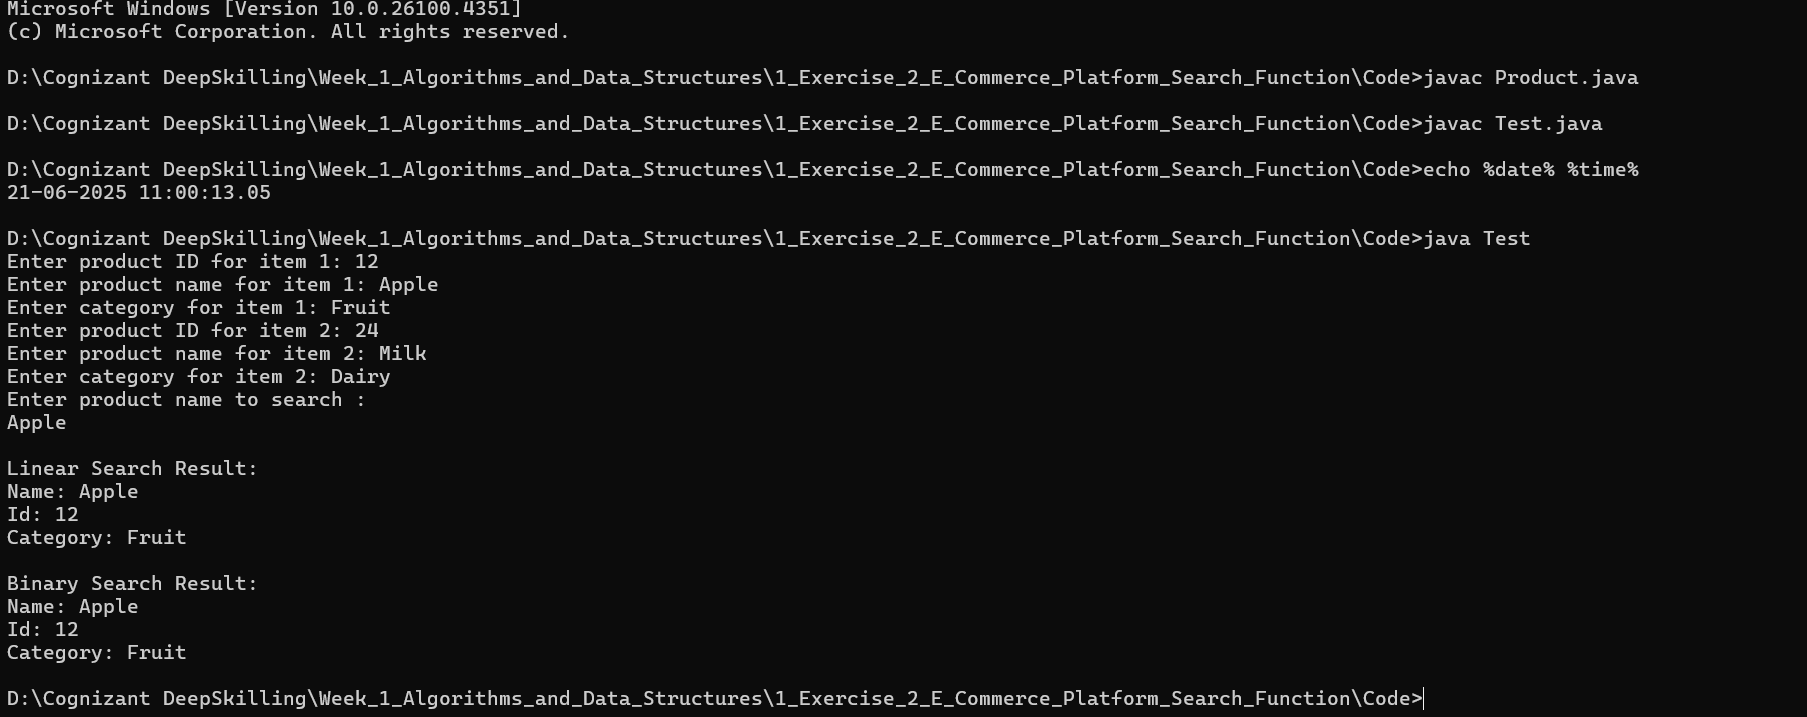 Microsoft Windows [Version 10.0.26100.4351]
(c) Microsoft Corporation. All rights reserved.
D:\Cognizant DeepSkilling\Week_1_Algorithms_and_Data_Structures\1_Exercise_2_E_Commerce_Platform_Search_Function\Code>javac Product.java
D:\Cognizant DeepSkilling\Week_1_Algorithms_and_Data_Structures\1_Exercise_2_E_Commerce_Platform_Search_Function\Code>javac Test.java
D:\Cognizant DeepSkilling\Week_1_Algorithms_and_Data_Structures\1_Exercise_2_E_Commerce_Platform_Search_Function\Code>echo %date% %time%
21-06-2025 11:00:13.05
D:\Cognizant DeepSkilling\Week_1_Algorithms_and_Data_Structures\1_Exercise_2_E_Commerce_Platform_Search_Function\Code>java Test
Enter product ID for item 1: 12
Enter product name for item 1: Apple
Enter category for item 1: Fruit
Enter product ID for item 2: 24
Enter product name for item 2: Milk
Enter category for item 2: Dairy
Enter product name to search :
Apple
Linear Search Result:
Name: Apple
Id: 12
Category: Fruit
Binary Search Result:
Name: Apple
Id: 12
Category: Fruit
D:\Cognizant DeepSkilling\Week_1_Algorithms_and_Data_Structures\1_Exercise_2_E_Commerce_Platform_Search_Function\Code>